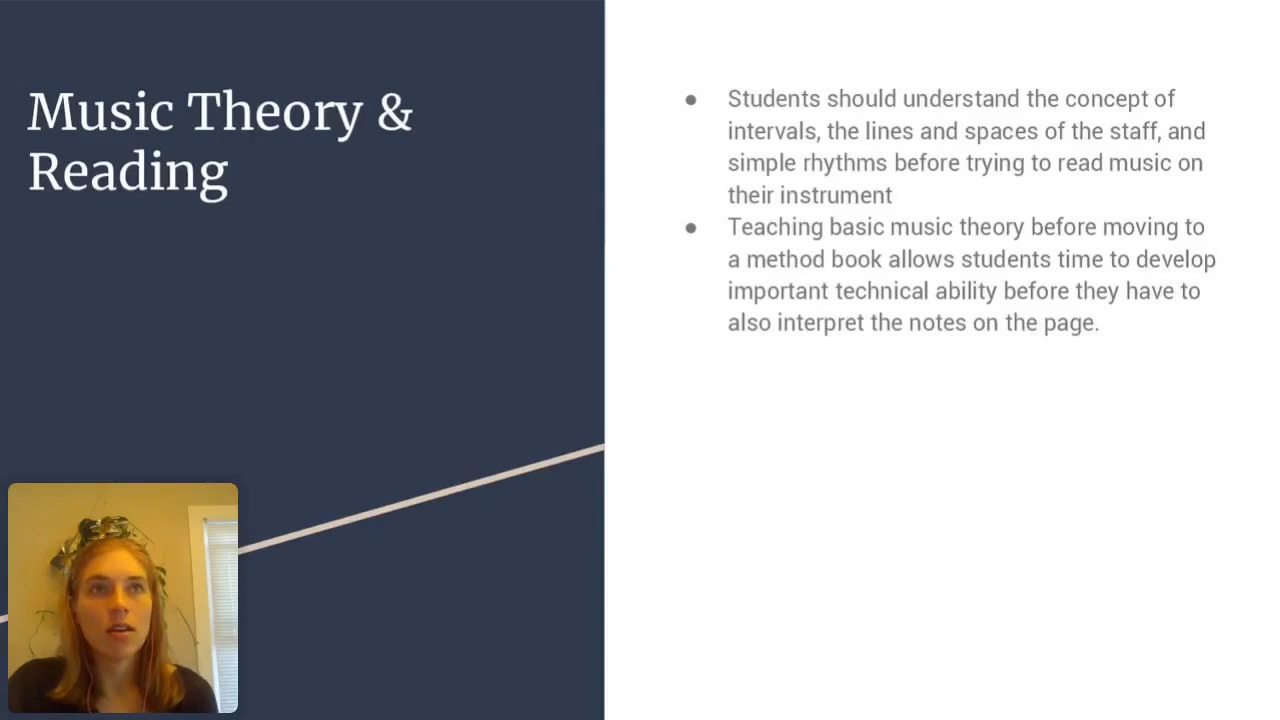 Music Theory &
Reading
● Students should understand the concept of
intervals, the lines and spaces of the staff, and
simple rhythms before trying to read music on
their instrument
● Teaching basic music theory before moving to
a method book allows students time to develop
important technical ability before they have to
also interpret the notes on the page.